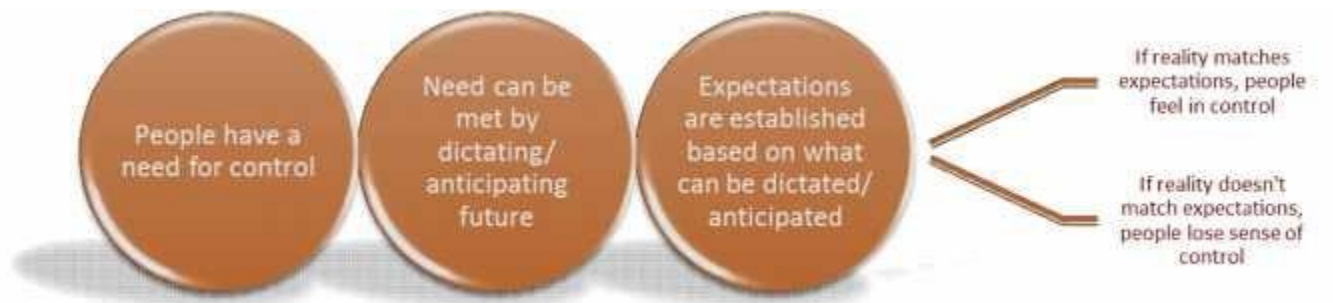 People have a
need for control
Need can be
met by
dictating/
anticipating
future
Expectations
are established
based on what
can be dictated/
anticipated
If reality matches
expectations, people
feel in control
If reality doesn't
match expectations,
people lose sense of
control